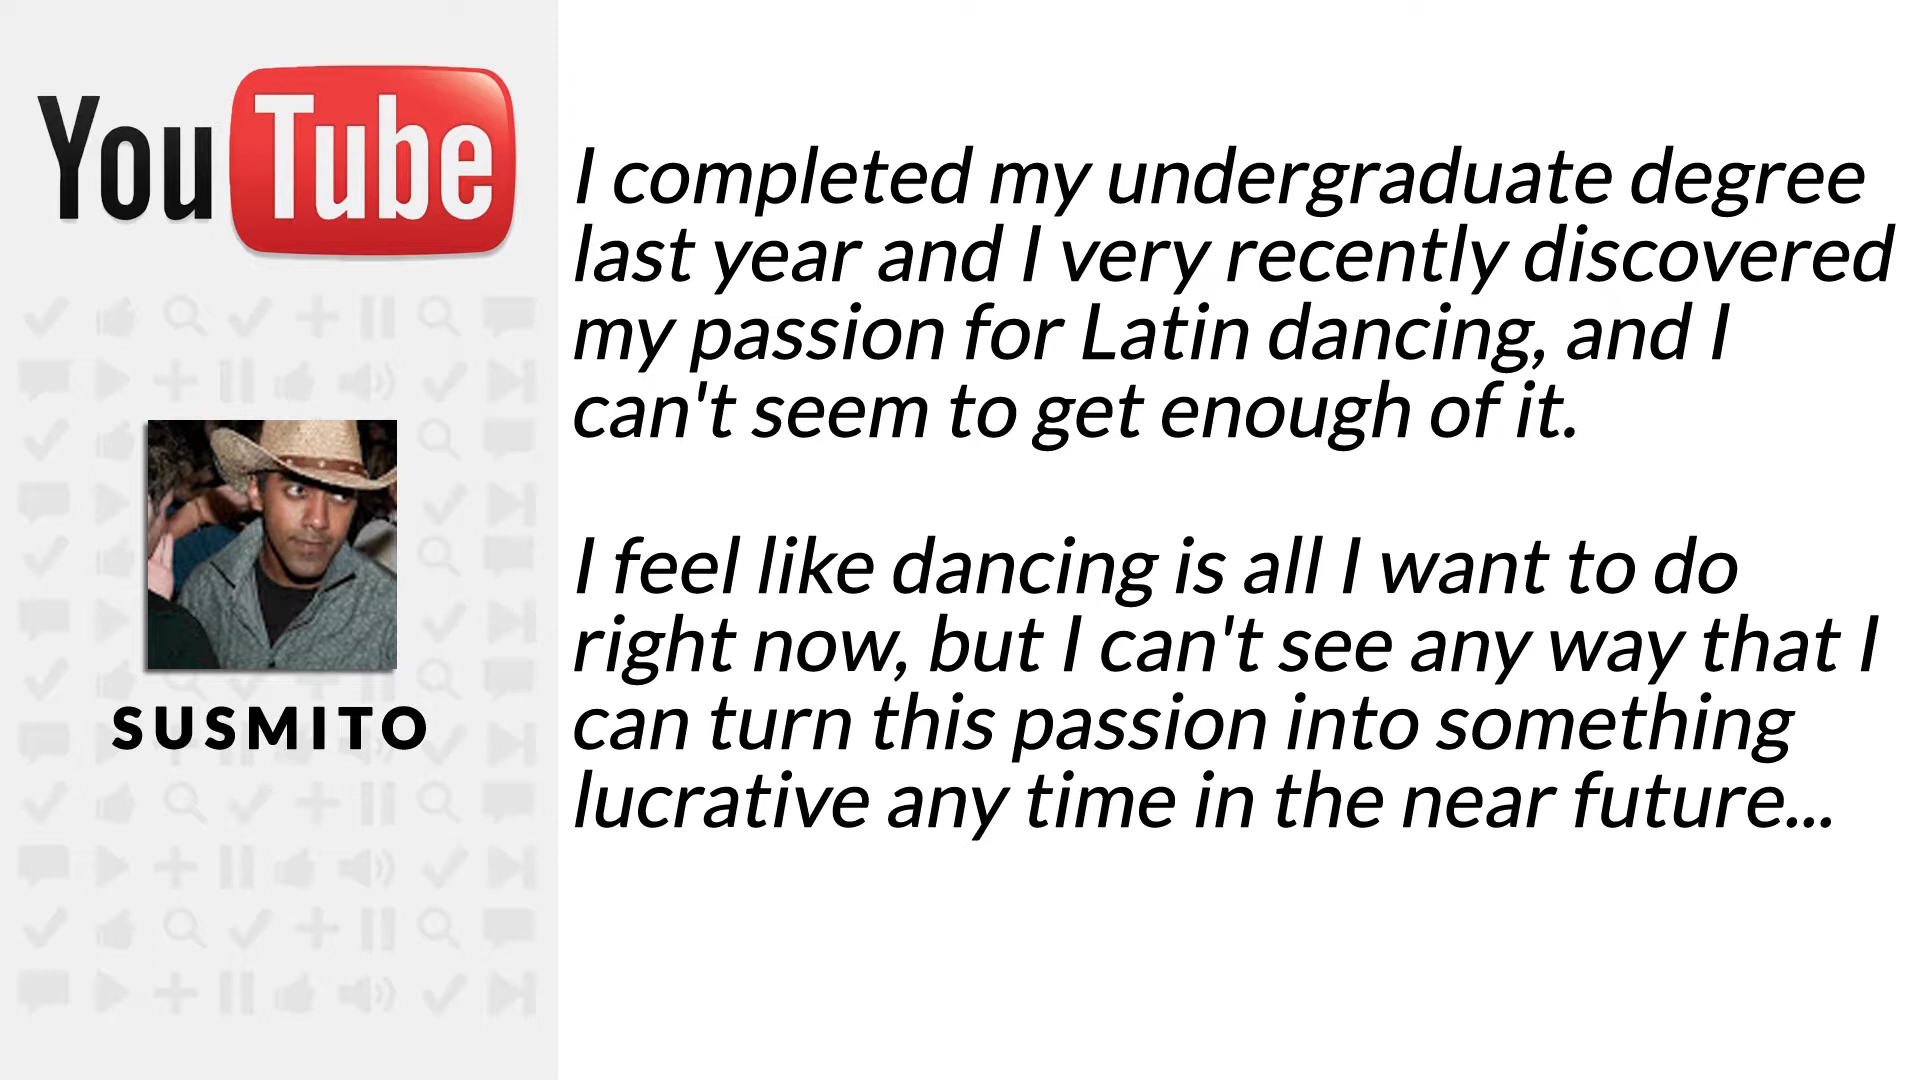 YouTube
SUSMITO
I completed my undergraduate degree
last year and I very recently discovered
my passion for Latin dancing, and I
can't seem to get enough of it.
I feel like dancing is all I want to do
right now, but I can't see any way that I
can turn this passion into something
lucrative any time in the near future...